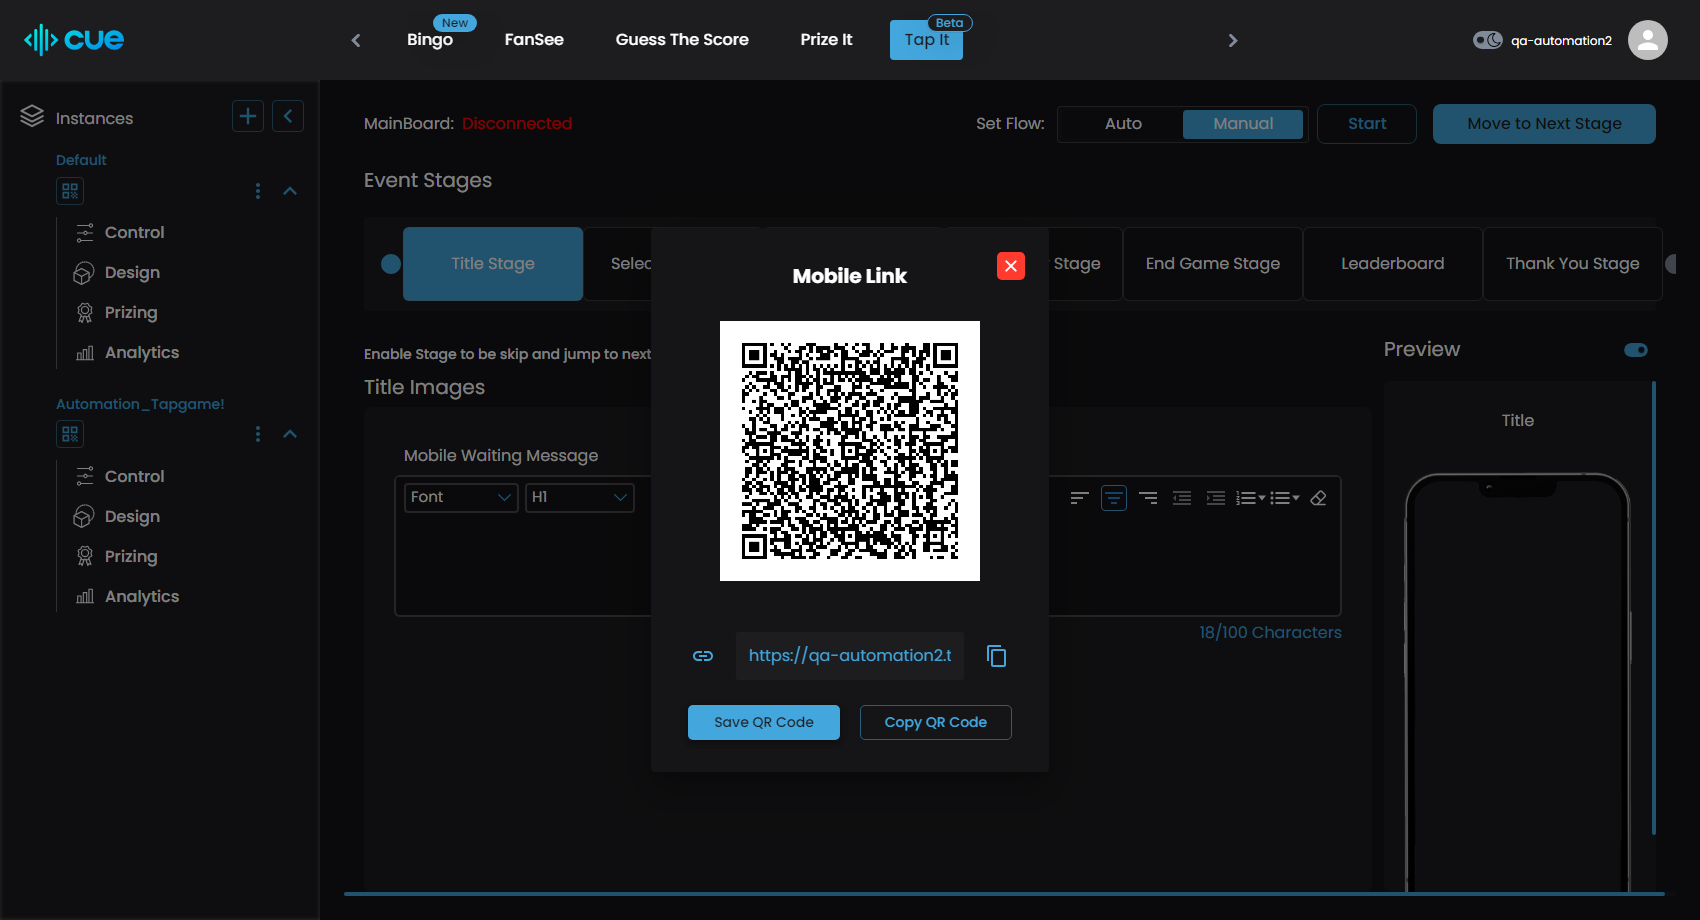 cue
Bingo
New
FanSee
Guess The Score
Prize It
Tap It
Beta
qa-automation2
Instances
Default
Control
Design
Prizing
Analytics
Automation_Tapgame!
Control
Design
Prizing
Analytics
MainBoard: Disconnected
Set Flow:
Auto
Manual
Start
Move to Next Stage
Event Stages
Title Stage
Selec
Stage
End Game Stage
Leaderboard
Thank You Stage
Enable Stage to be skip and jump to next
Title Images
Mobile Waiting Message
Font
H1
18/100 Characters
Preview
Title
Mobile Link
https://qa-automation2.t
Save QR Code
Copy QR Code